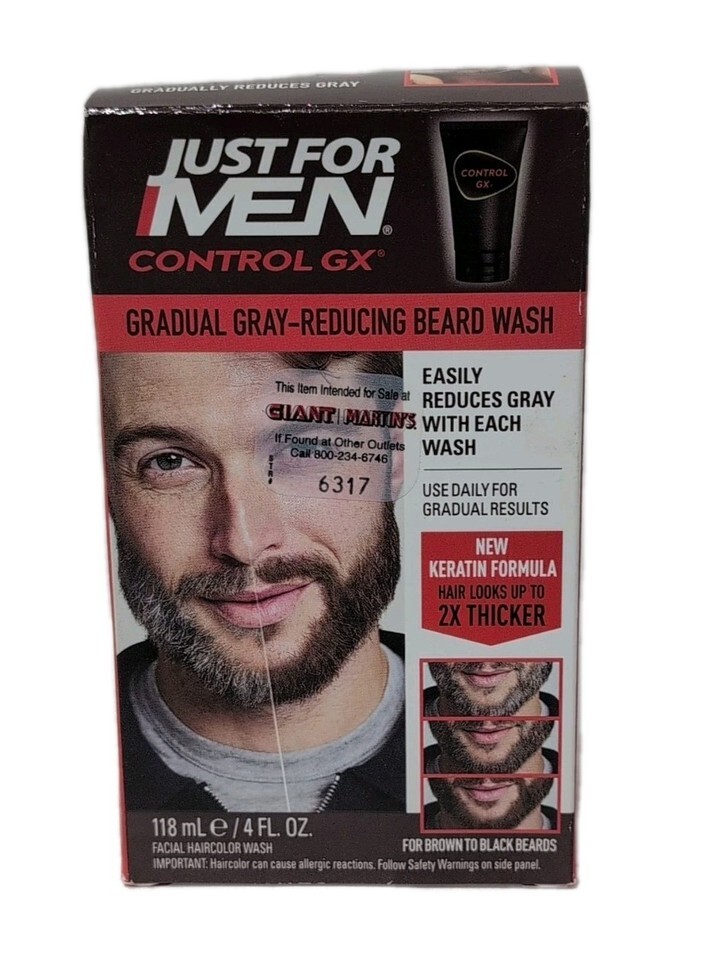 GRADUALLY REDUCES GRAY
JUST FOR
MEN®
CONTROL GX®
CONTROL
GX
GRADUAL GRAY-REDUCING BEARD WASH
This Item Intended for Sale at
GIANT | MARTIN'S
If Found at Other Outlets
Call 800-234-6746
STR#
6317
EASILY
REDUCES GRAY
WITH EACH
WASH
USE DAILY FOR
GRADUAL RESULTS
NEW
KERATIN FORMULA
HAIR LOOKS UP TO
2X THICKER
118 mL e / 4 FL. OZ.
FACIAL HAIRCOLOR WASH
FOR BROWN TO BLACK BEARDS
IMPORTANT: Haircolor can cause allergic reactions. Follow Safety Warnings on side panel.